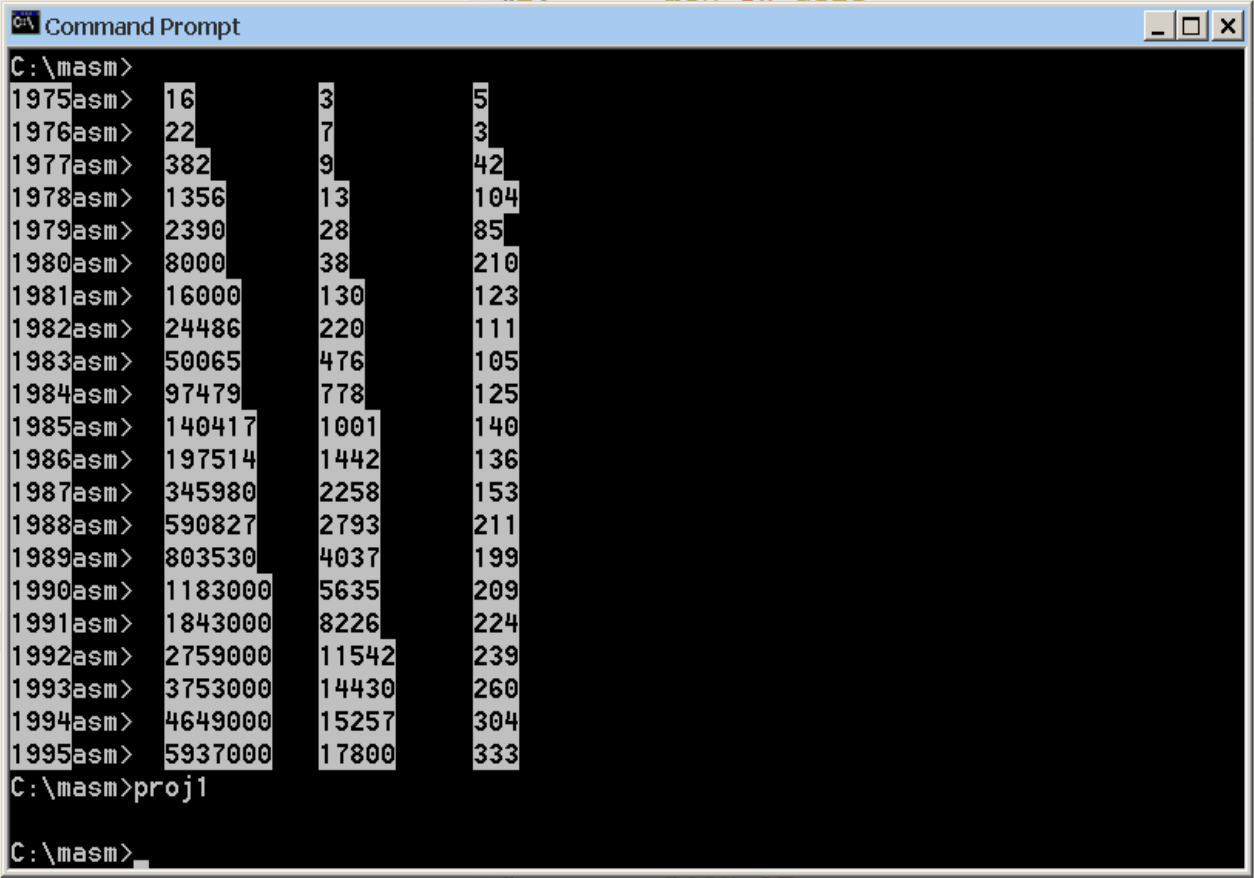 Command Prompt
C:\masm>
1975asm> 16 3 5
1976asm> 22 7 3
1977asm> 382 9 42
1978asm> 1356 13 104
1979asm> 2390 28 85
1980asm> 8000 38 210
1981asm> 16000 130 123
1982asm> 24486 220 111
1983asm> 50065 476 105
1984asm> 97479 778 125
1985asm> 140417 1001 140
1986asm> 197514 1442 136
1987asm> 345980 2258 153
1988asm> 590827 2793 211
1989asm> 803530 4037 199
1990asm> 1183000 5635 209
1991asm> 1843000 8226 224
1992asm> 2759000 11542 239
1993asm> 3753000 14430 260
1994asm> 4649000 15257 304
1995asm> 5937000 17800 333
C:\masm>proj1
C:\masm>_